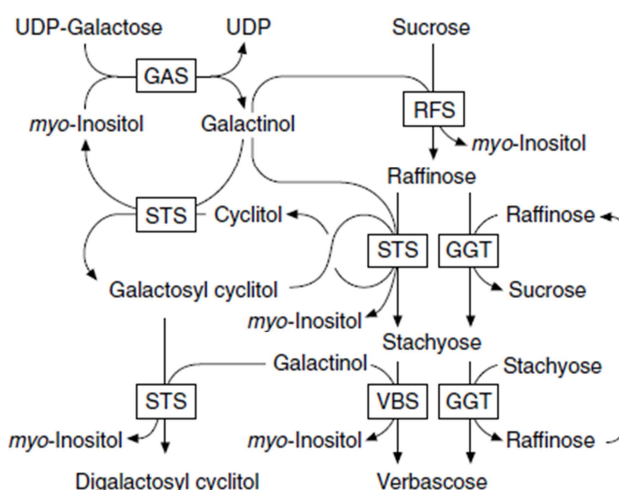 UDP-Galactose UDP Sucrose
GAS
RFS
myo-Inositol Galactinol
myo-Inositol
Raffinose
STS Cyclitol Raffinose
STS GGT
Galactosyl cyclitol Sucrose
myo-Inositol
Stachyose
Galactinol Stachyose
STS VBS GGT
myo-Inositol myo-Inositol Raffinose
Digalactosyl cyclitol Verbascose